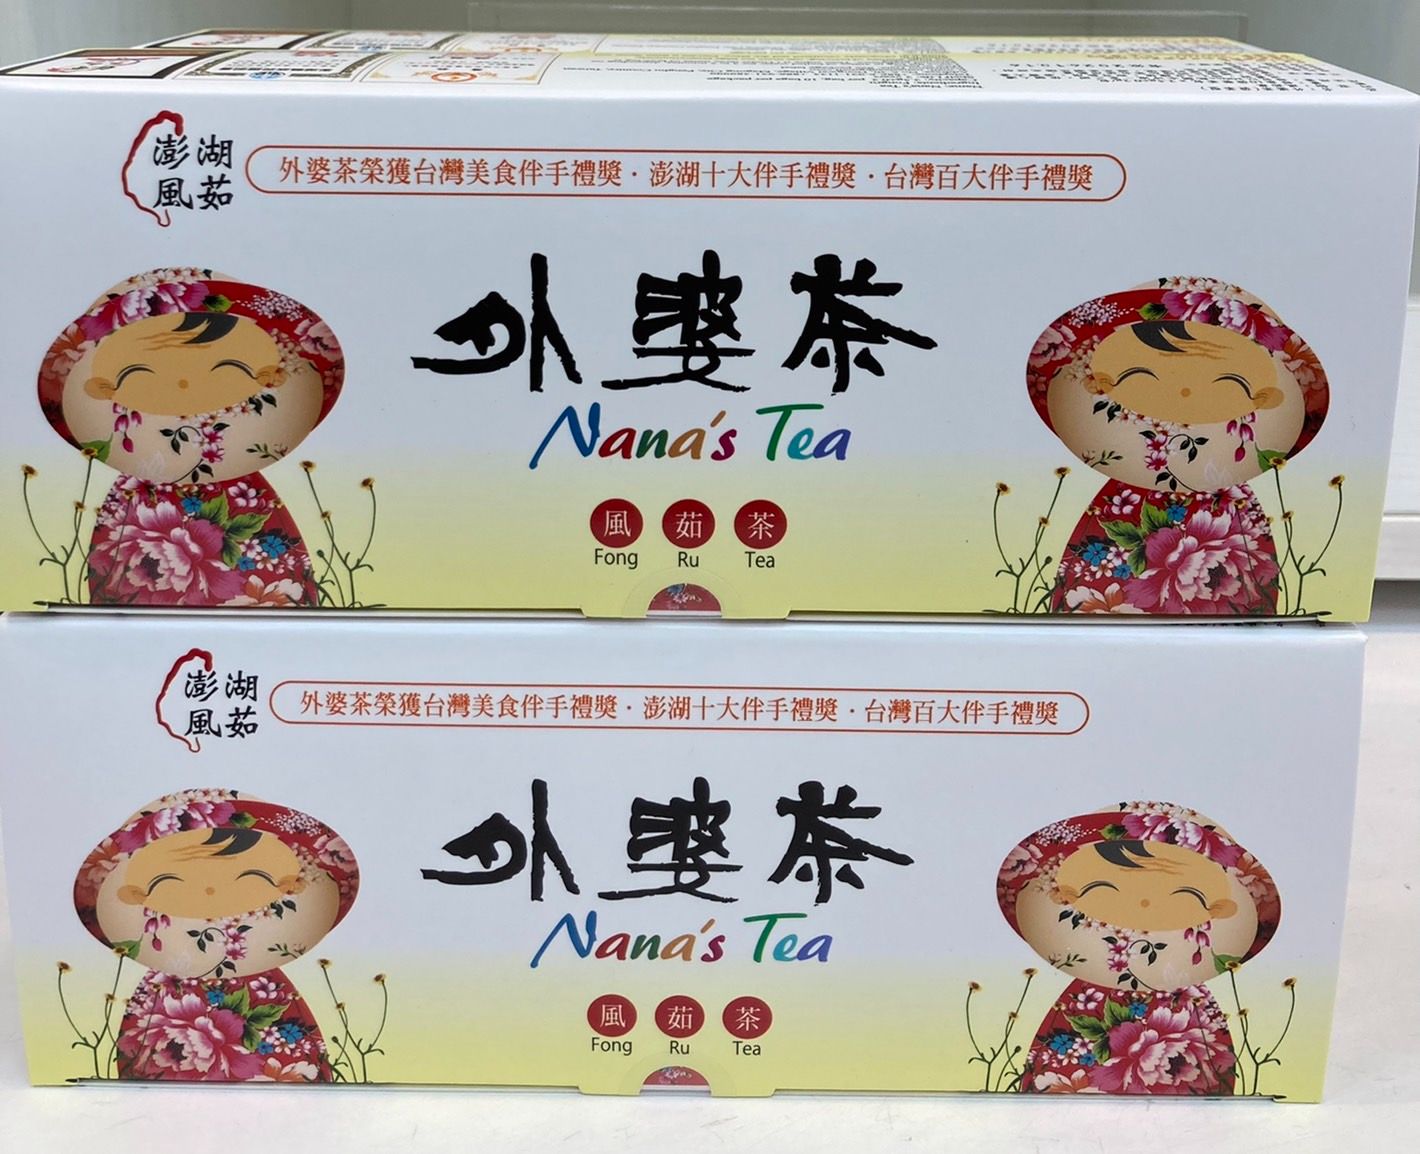 澎湖
風茹
外婆茶榮獲台灣美食伴手禮獎·澎湖十大伴手禮獎·台灣百大伴手禮獎
外婆茶
Nana's Tea
風 茹 茶
Fong Ru Tea
澎湖
風茹
外婆茶榮獲台灣美食伴手禮獎·澎湖十大伴手禮獎·台灣百大伴手禮獎
外婆茶
Nana's Tea
風 茹 茶
Fong Ru Tea